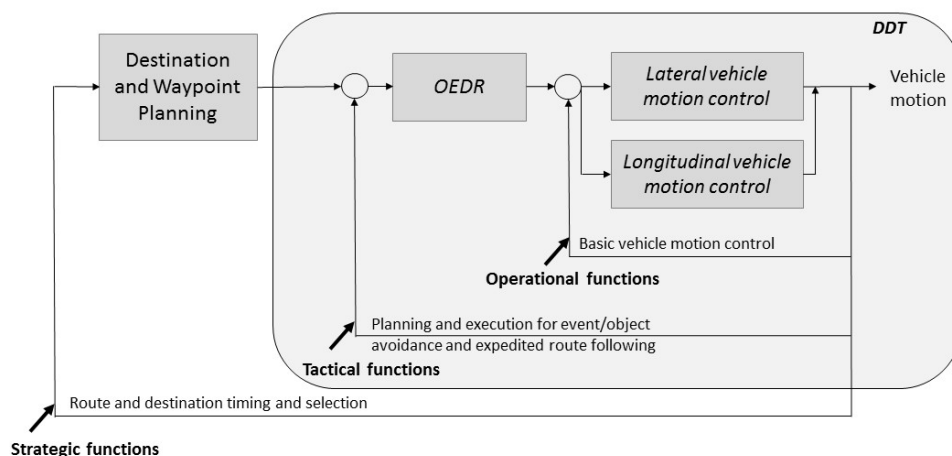 DDT
Destination
and Waypoint
Planning
OEDR
Lateral vehicle
motion control
Vehicle
motion
Longitudinal vehicle
motion control
Basic vehicle motion control
Operational functions
Planning and execution for event/object
avoidance and expedited route following
Tactical functions
Route and destination timing and selection
Strategic functions